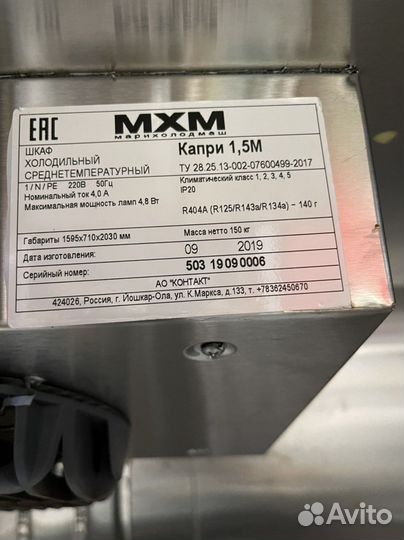 EAC
МХМ
марихолодмаш
ШКАФ
ХОЛОДИЛЬНЫЙ
СРЕДНЕТЕМПЕРАТУРНЫЙ
Капри 1,5М
ТУ 28.25.13-002-07600499-2017
1 / N / PE 220В 50Гц
Номинальный ток 4,0 А
Максимальная мощность ламп 4,8 Вт
Климатический класс 1, 2, 3, 4, 5
IP20
R404A (R125/R143a/R134a) – 140 г
Габариты 1595х710х2030 мм
Масса нетто 150 кг
Дата изготовления:
09 2019
Серийный номер:
503 19090006
АО "КОНТАКТ"
424026, Россия, г. Йошкар-Ола, ул. К.Маркса, д.133, т. +78362450670
Avito